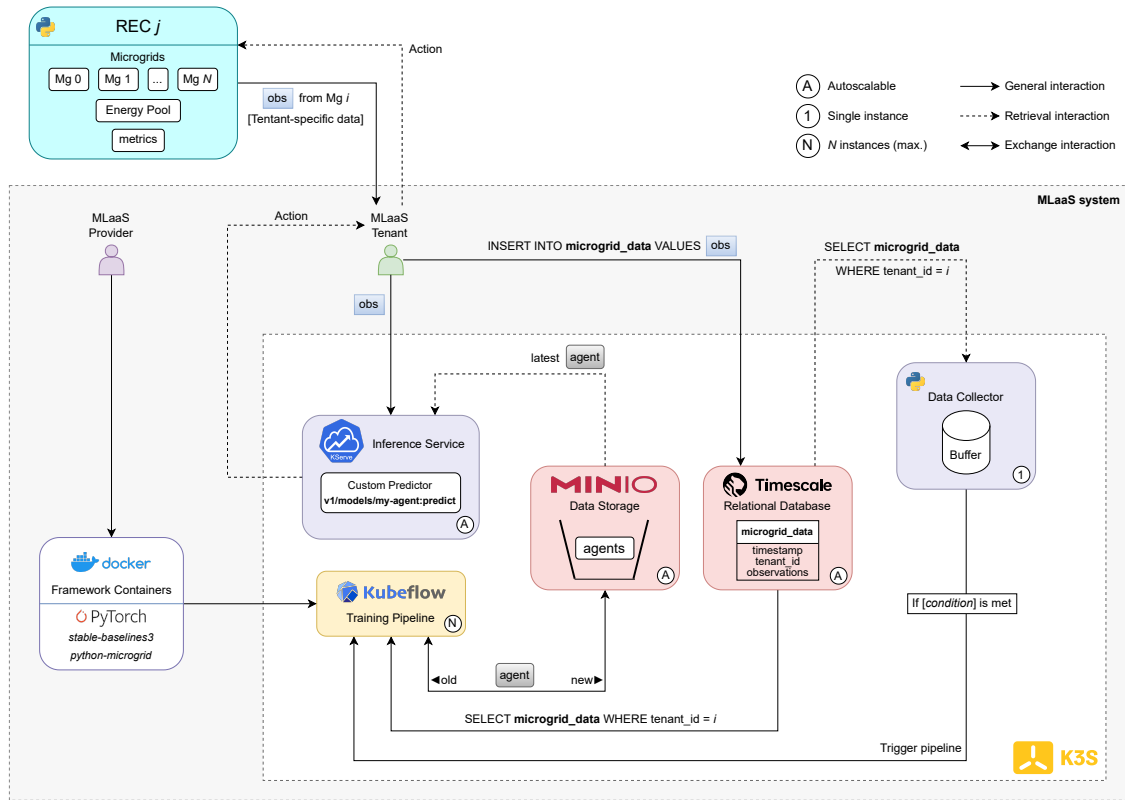 REC j
Microgrids
Mg 0
Mg 1
...
Mg N
Energy Pool
metrics
Action
obs from Mg i
[Tentant-specific data]
A Autoscalable
1 Single instance
N N instances (max.)
General interaction
Retrieval interaction
Exchange interaction
MLaaS system
MLaaS
Provider
Action
MLaaS
Tenant
INSERT INTO microgrid_data VALUES obs
SELECT microgrid_data
WHERE tenant_id = i
obs
latest agent
KServe
Inference Service
Custom Predictor
v1/models/my-agent:predict
A
MINIO
Data Storage
agents
A
Timescale
Relational Database
microgrid_data
timestamp
tenant_id
observations
A
Data Collector
Buffer
1
docker
Framework Containers
PyTorch
stable-baselines3
python-microgrid
Kubeflow
Training Pipeline
N
If [condition] is met
old
agent
new
SELECT microgrid_data WHERE tenant_id = i
Trigger pipeline
K3S